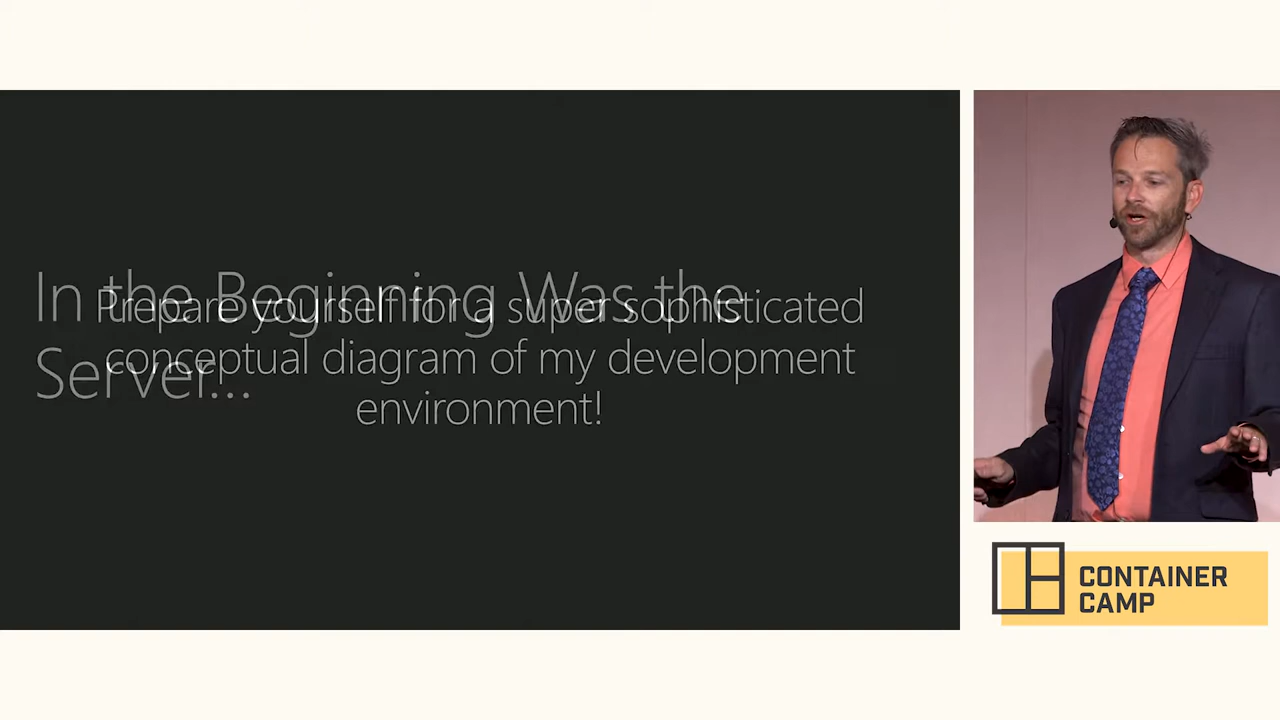 In the Beginning Was the
Server...
Prepare yourself for a super sophisticated
conceptual diagram of my development
environment!
CONTAINER
CAMP